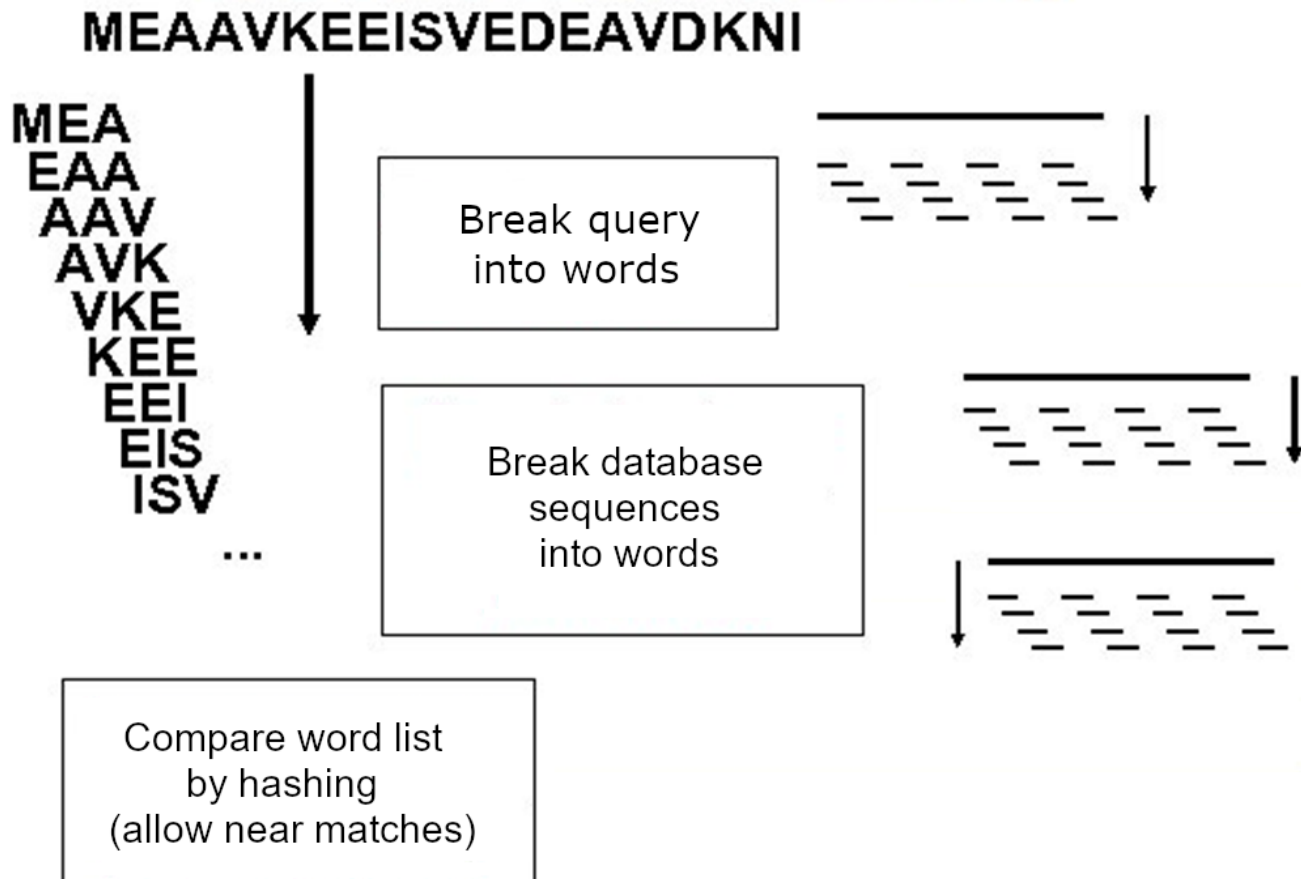 MEAAVKEEISVEDEAVDKNI
MEA
EAA
AAV
AVK
VKE
KEE
EEI
EIS
ISV
...
Break query
into words
Break database
sequences
into words
Compare word list
by hashing
(allow near matches)